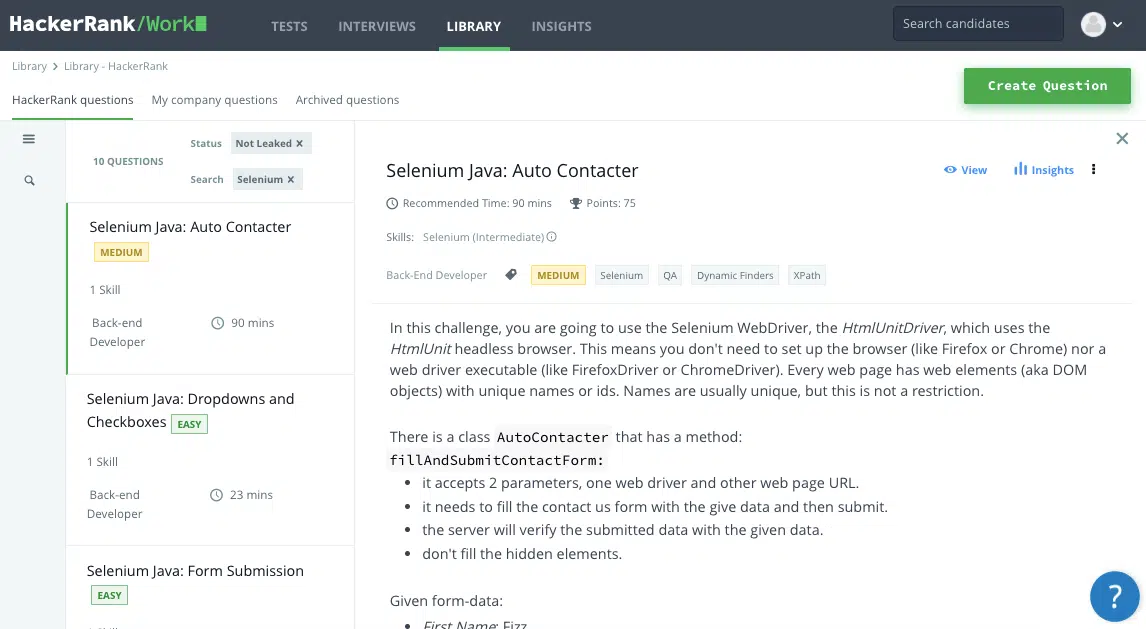 HackerRank/Work
TESTS INTERVIEWS LIBRARY INSIGHTS
Search candidates
Library > Library - HackerRank
HackerRank questions My company questions Archived questions
Create Question
10 QUESTIONS
Status Not Leaked ×
Search Selenium ×
Selenium Java: Auto Contacter
MEDIUM
1 Skill
Back-end
Developer
90 mins
Selenium Java: Dropdowns and
Checkboxes EASY
1 Skill
Back-end
Developer
23 mins
Selenium Java: Form Submission
EASY
Selenium Java: Auto Contacter
View Insights
Recommended Time: 90 mins Points: 75
Skills: Selenium (Intermediate)
Back-End Developer MEDIUM Selenium QA Dynamic Finders XPath
In this challenge, you are going to use the Selenium WebDriver, the HtmlUnitDriver, which uses the
HtmlUnit headless browser. This means you don't need to set up the browser (like Firefox or Chrome) nor a
web driver executable (like FirefoxDriver or ChromeDriver). Every web page has web elements (aka DOM
objects) with unique names or ids. Names are usually unique, but this is not a restriction.
There is a class AutoContacter that has a method:
fillAndSubmitContactForm:
• it accepts 2 parameters, one web driver and other web page URL.
• it needs to fill the contact us form with the give data and then submit.
• the server will verify the submitted data with the given data.
• don't fill the hidden elements.
Given form-data:
• First Name: Fizz
?